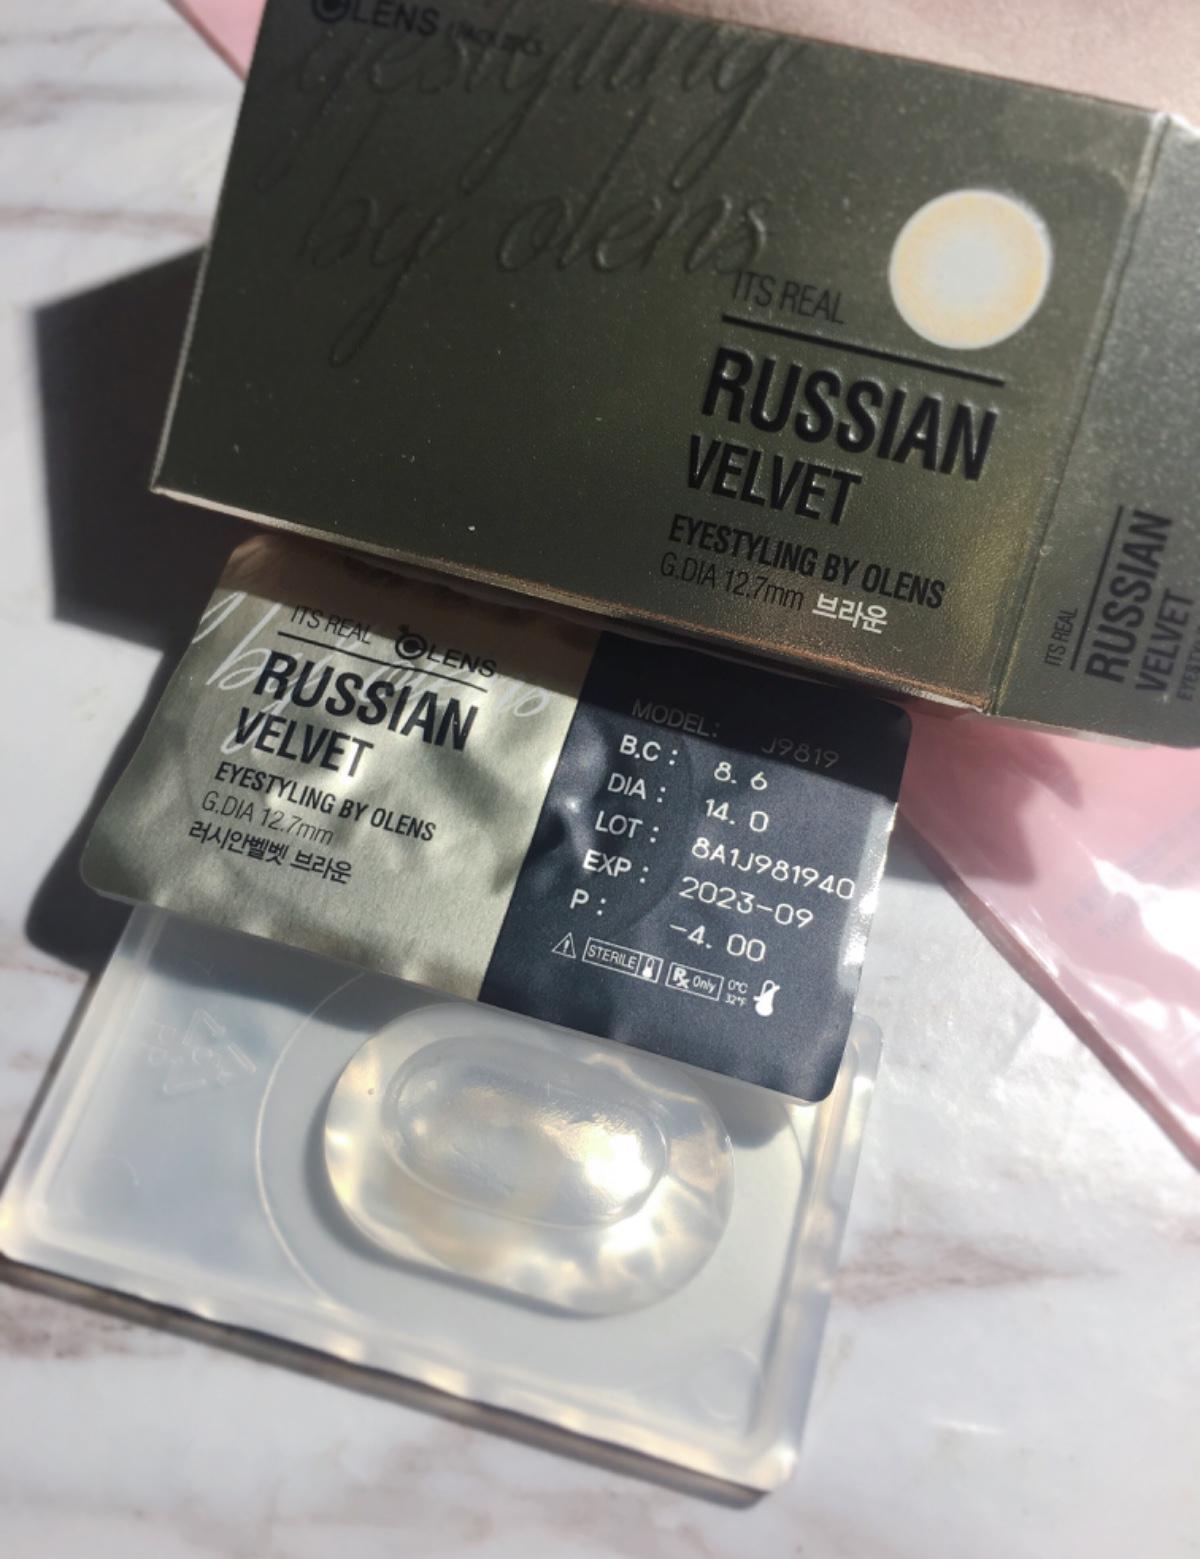 OLENS
eyestyling
by olens
ITS REAL
RUSSIAN
VELVET
EYESTYLING BY OLENS
G.DIA 12.7mm 브라운
ITS REAL
RUSSIAN
VELVET
ITS REAL OLENS
RUSSIAN
VELVET
EYESTYLING BY OLENS
G.DIA 12.7mm
러시안벨벳 브라운
MODEL: J9819
B.C : 8. 6
DIA : 14. 0
LOT : 8A1J981940
EXP : 2023-09
P : -4. 00
STERILE Rx Only 0°C
32°F